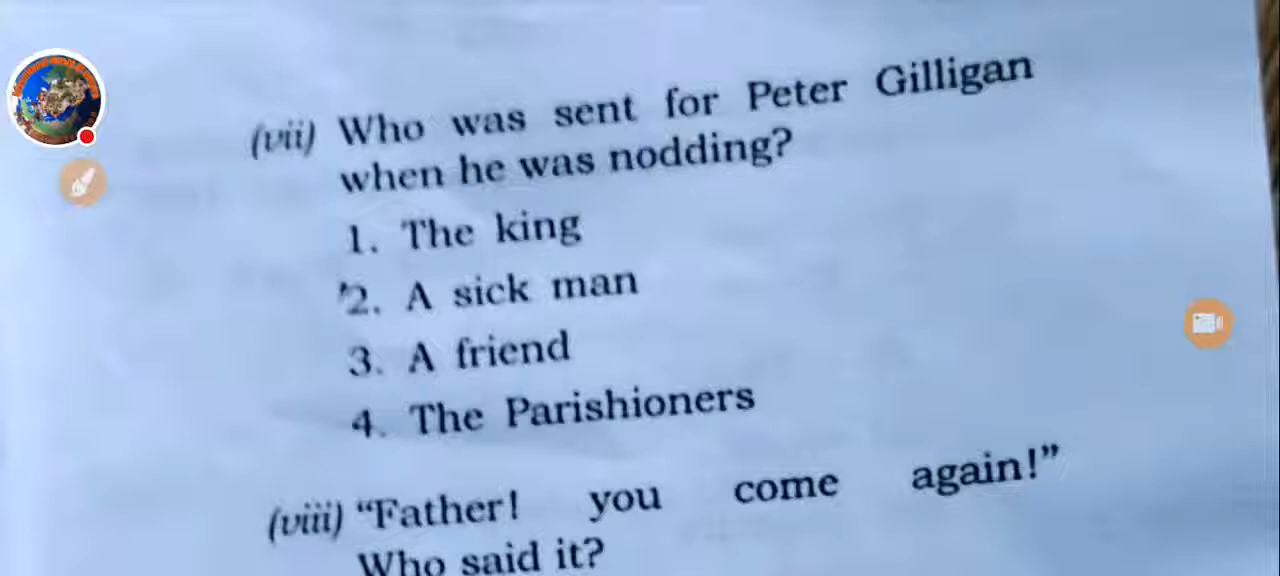 (vii) Who was sent for Peter Gilligan
when he was nodding?
1. The king
2. A sick man
3. A friend
4. The Parishioners
(viii) “Father! you come again!”
Who said it?